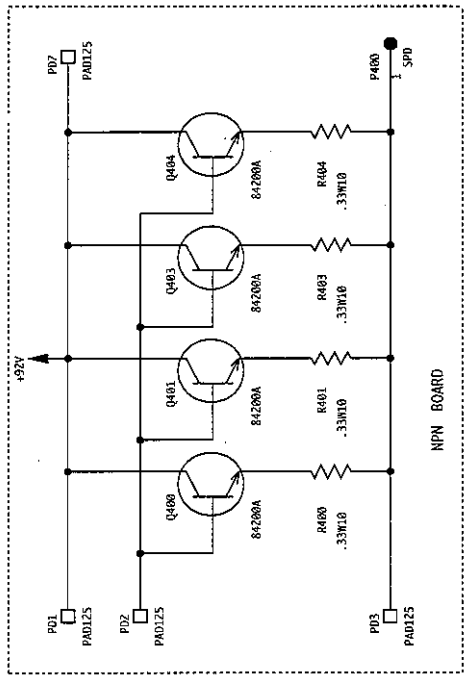 +92V
PD1
PAD125
PD7
PAD125
PD2
PAD125
Q400
84200A
Q401
84200A
Q403
84200A
Q404
84200A
R400
.33W10
R401
.33W10
R403
.33W10
R404
.33W10
PD3
PAD125
P400
1
SPD
NPN BOARD